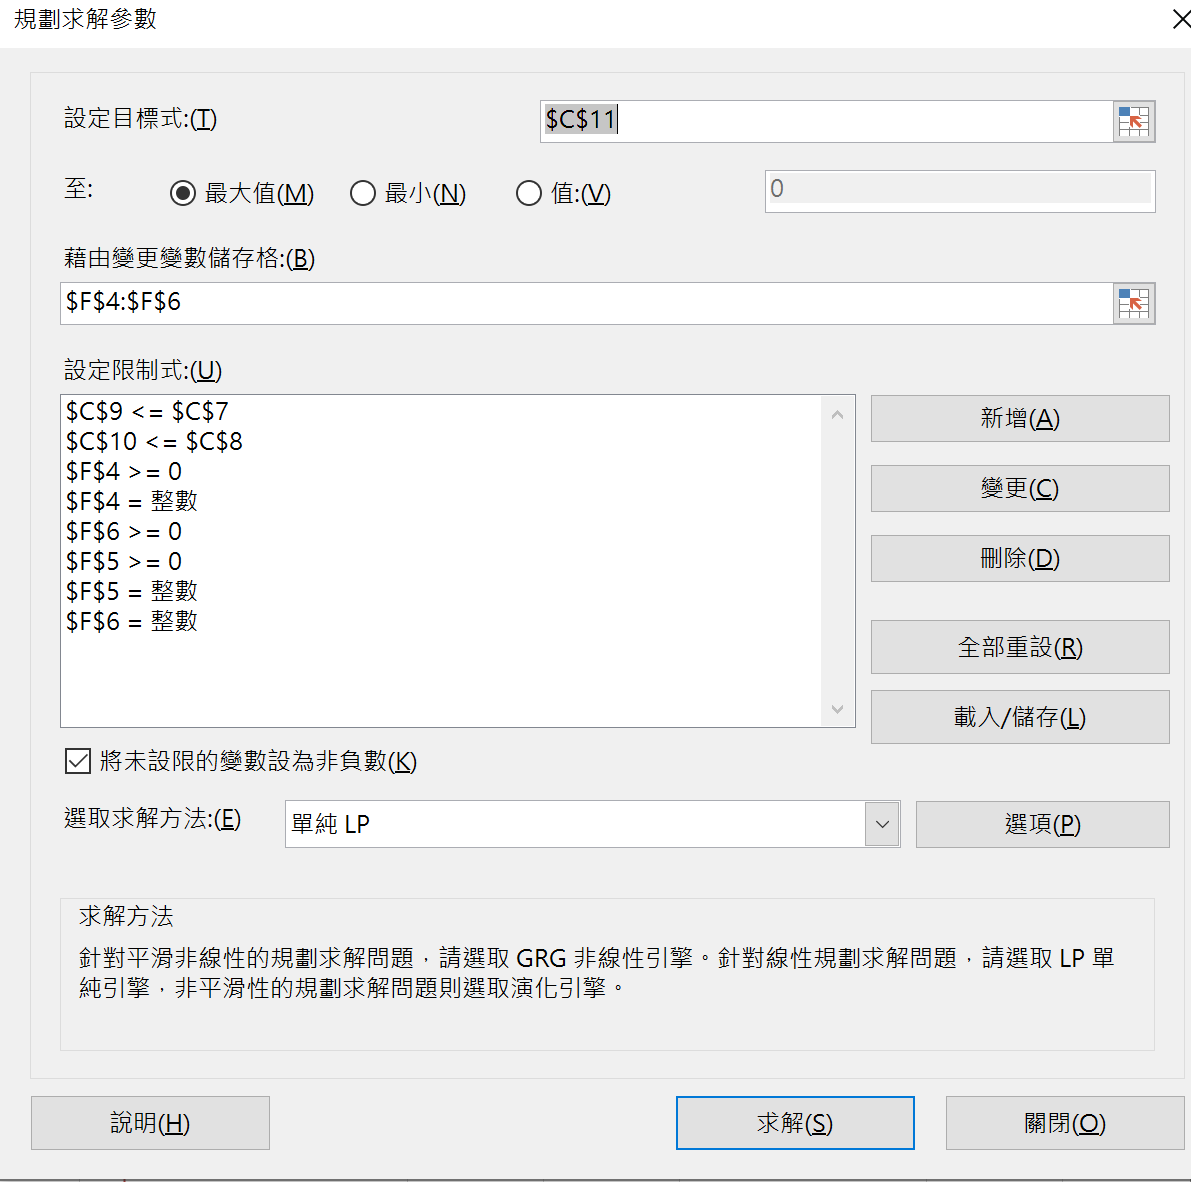 規劃求解參數
設定目標式:(T)
$C$11
至:
最大值(M)
最小(N)
值:(V)
0
藉由變更變數儲存格:(B)
$F$4:$F$6
設定限制式:(U)
$C$9 <= $C$7
$C$10 <= $C$8
$F$4 >= 0
$F$4 = 整數
$F$6 >= 0
$F$5 >= 0
$F$5 = 整數
$F$6 = 整數
新增(A)
變更(C)
刪除(D)
全部重設(R)
載入/儲存(L)
將未設限的變數設為非負數(K)
選取求解方法:(E)
單純 LP
選項(P)
求解方法
針對平滑非線性的規劃求解問題，請選取 GRG 非線性引擎。針對線性規劃求解問題，請選取 LP 單
純引擎，非平滑性的規劃求解問題則選取演化引擎。
說明(H)
求解(S)
關閉(O)